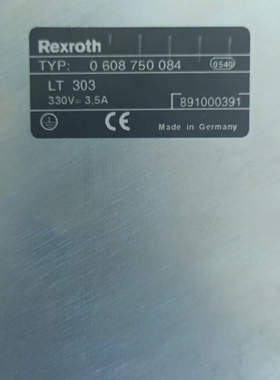 Rexroth
TYP: 0 608 750 084 0540
LT 303
330V= 3,5A 891000391
CE Made in Germany